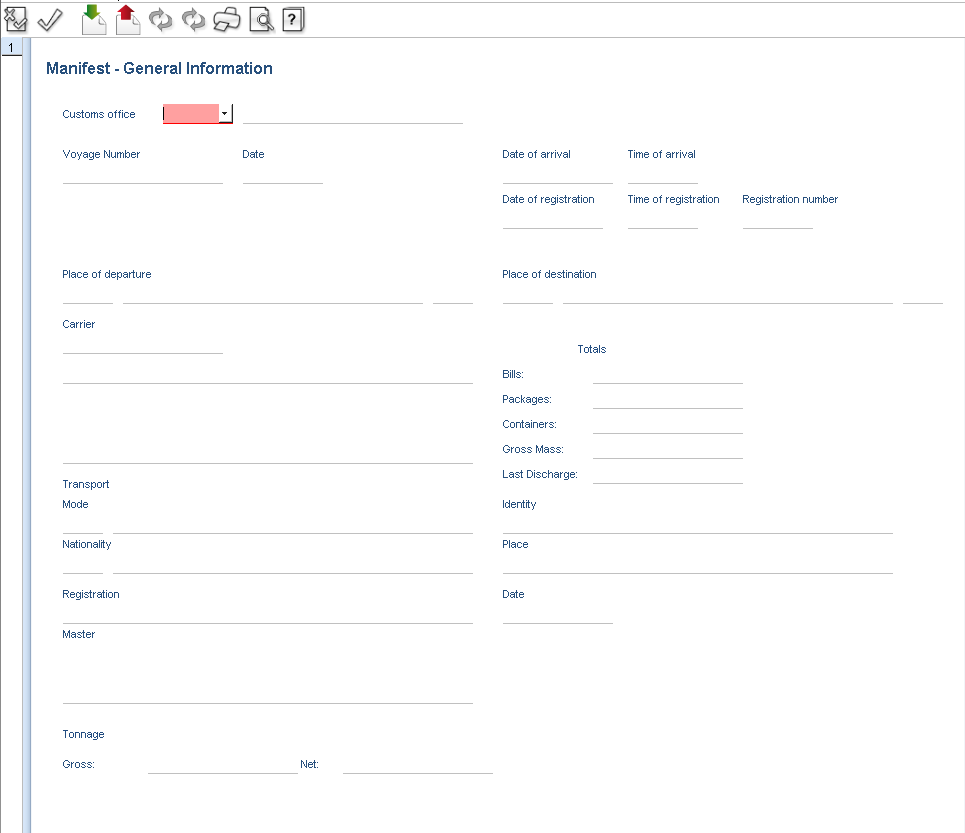 ?
1
Manifest - General Information
Customs office
Voyage Number Date Date of arrival Time of arrival
Date of registration Time of registration Registration number
Place of departure Place of destination
Carrier
Totals
Bills:
Packages:
Containers:
Gross Mass:
Last Discharge:
Transport
Mode Identity
Nationality Place
Registration Date
Master
Tonnage
Gross: Net: